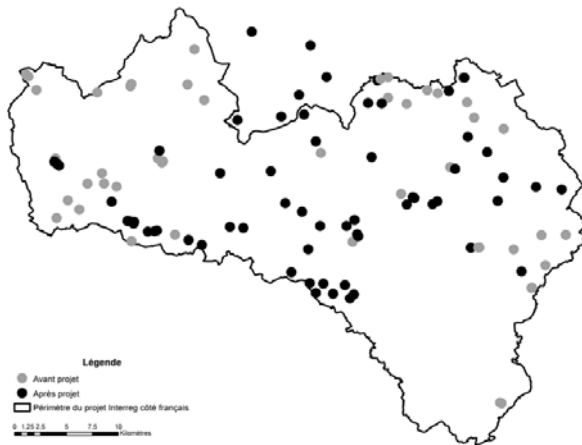 Légende
Avant projet
Après projet
Périmètre du projet Interreg côté français
0 1,25 2,5 5 7,5 10
Kilomètres